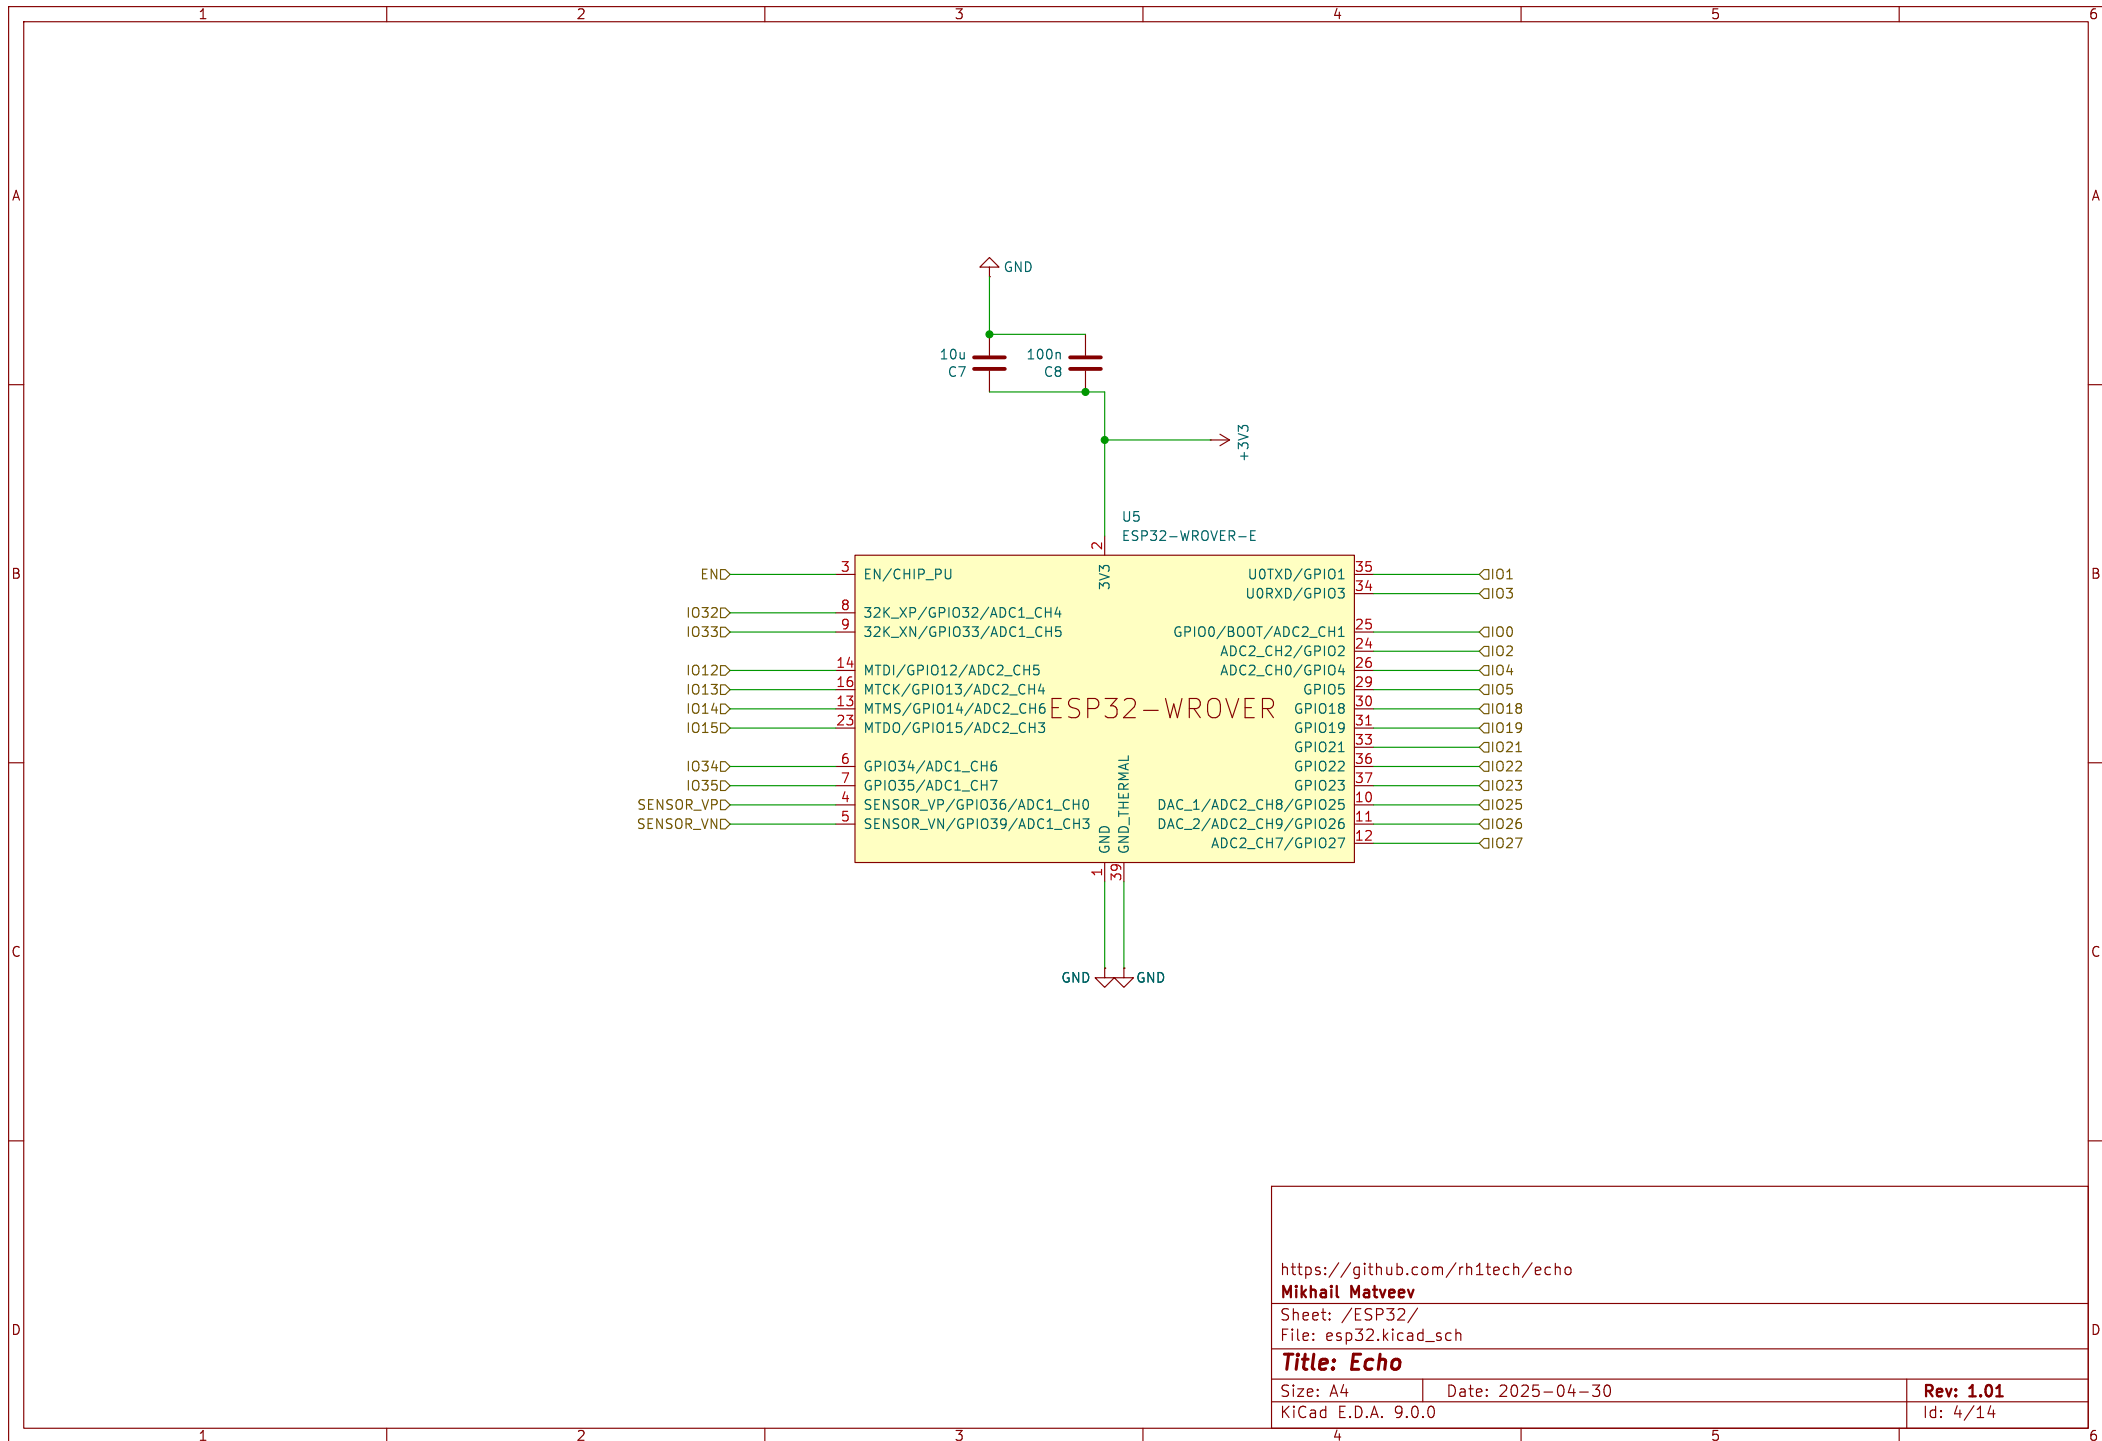 1 2 3 4 5 6
A A
GND
10u 100n
C7 C8
+3V3
U5
ESP32-WROVER-E
2
3V3
B B
EN 3 EN/CHIP_PU U0TXD/GPIO1 35 IO1
U0RXD/GPIO3 34 IO3
IO32 8 32K_XP/GPIO32/ADC1_CH4
IO33 9 32K_XN/GPIO33/ADC1_CH5 GPIO0/BOOT/ADC2_CH1 25 IO0
ADC2_CH2/GPIO2 24 IO2
IO12 14 MTDI/GPIO12/ADC2_CH5 ADC2_CH0/GPIO4 26 IO4
IO13 16 MTCK/GPIO13/ADC2_CH4 GPIO5 29 IO5
IO14 13 MTMS/GPIO14/ADC2_CH6 ESP32-WROVER GPIO18 30 IO18
IO15 23 MTDO/GPIO15/ADC2_CH3 GPIO19 31 IO19
GPIO21 33 IO21
IO34 6 GPIO34/ADC1_CH6 GPIO22 36 IO22
IO35 7 GPIO35/ADC1_CH7 GPIO23 37 IO23
SENSOR_VP 4 SENSOR_VP/GPIO36/ADC1_CH0 DAC_1/ADC2_CH8/GPIO25 10 IO25
SENSOR_VN 5 SENSOR_VN/GPIO39/ADC1_CH3 DAC_2/ADC2_CH9/GPIO26 11 IO26
ADC2_CH7/GPIO27 12 IO27
GND GND_THERMAL
1 39
C C
GND GND
https://github.com/rh1tech/echo
Mikhail Matveev
Sheet: /ESP32/
D D
File: esp32.kicad_sch
Title: Echo
Size: A4 Date: 2025-04-30 Rev: 1.01
KiCad E.D.A. 9.0.0 Id: 4/14
1 2 3 4 5 6